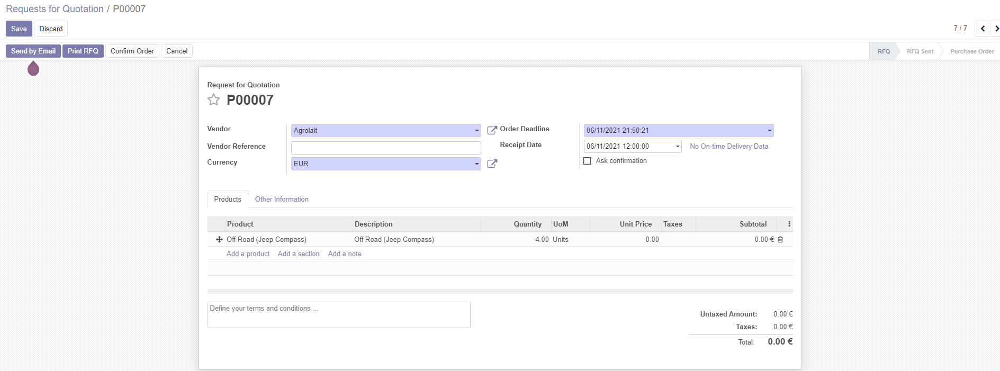 Requests for Quotation / P00007
Save Discard 7 / 7
Send by Email Print RFQ Confirm Order Cancel RFQ RFQ Sent Purchase Order
Request for Quotation
P00007
Vendor Agrolait Order Deadline 06/11/2021 21:50:21
Vendor Reference Receipt Date 06/11/2021 12:00:00 No On-time Delivery Data
Currency EUR Ask confirmation
Products Other Information
Product Description Quantity UoM Unit Price Taxes Subtotal
Off Road (Jeep Compass) Off Road (Jeep Compass) 4.00 Units 0.00 0.00 €
Add a product Add a section Add a note
Define your terms and conditions ...
Untaxed Amount: 0.00 €
Taxes: 0.00 €
Total: 0.00 €